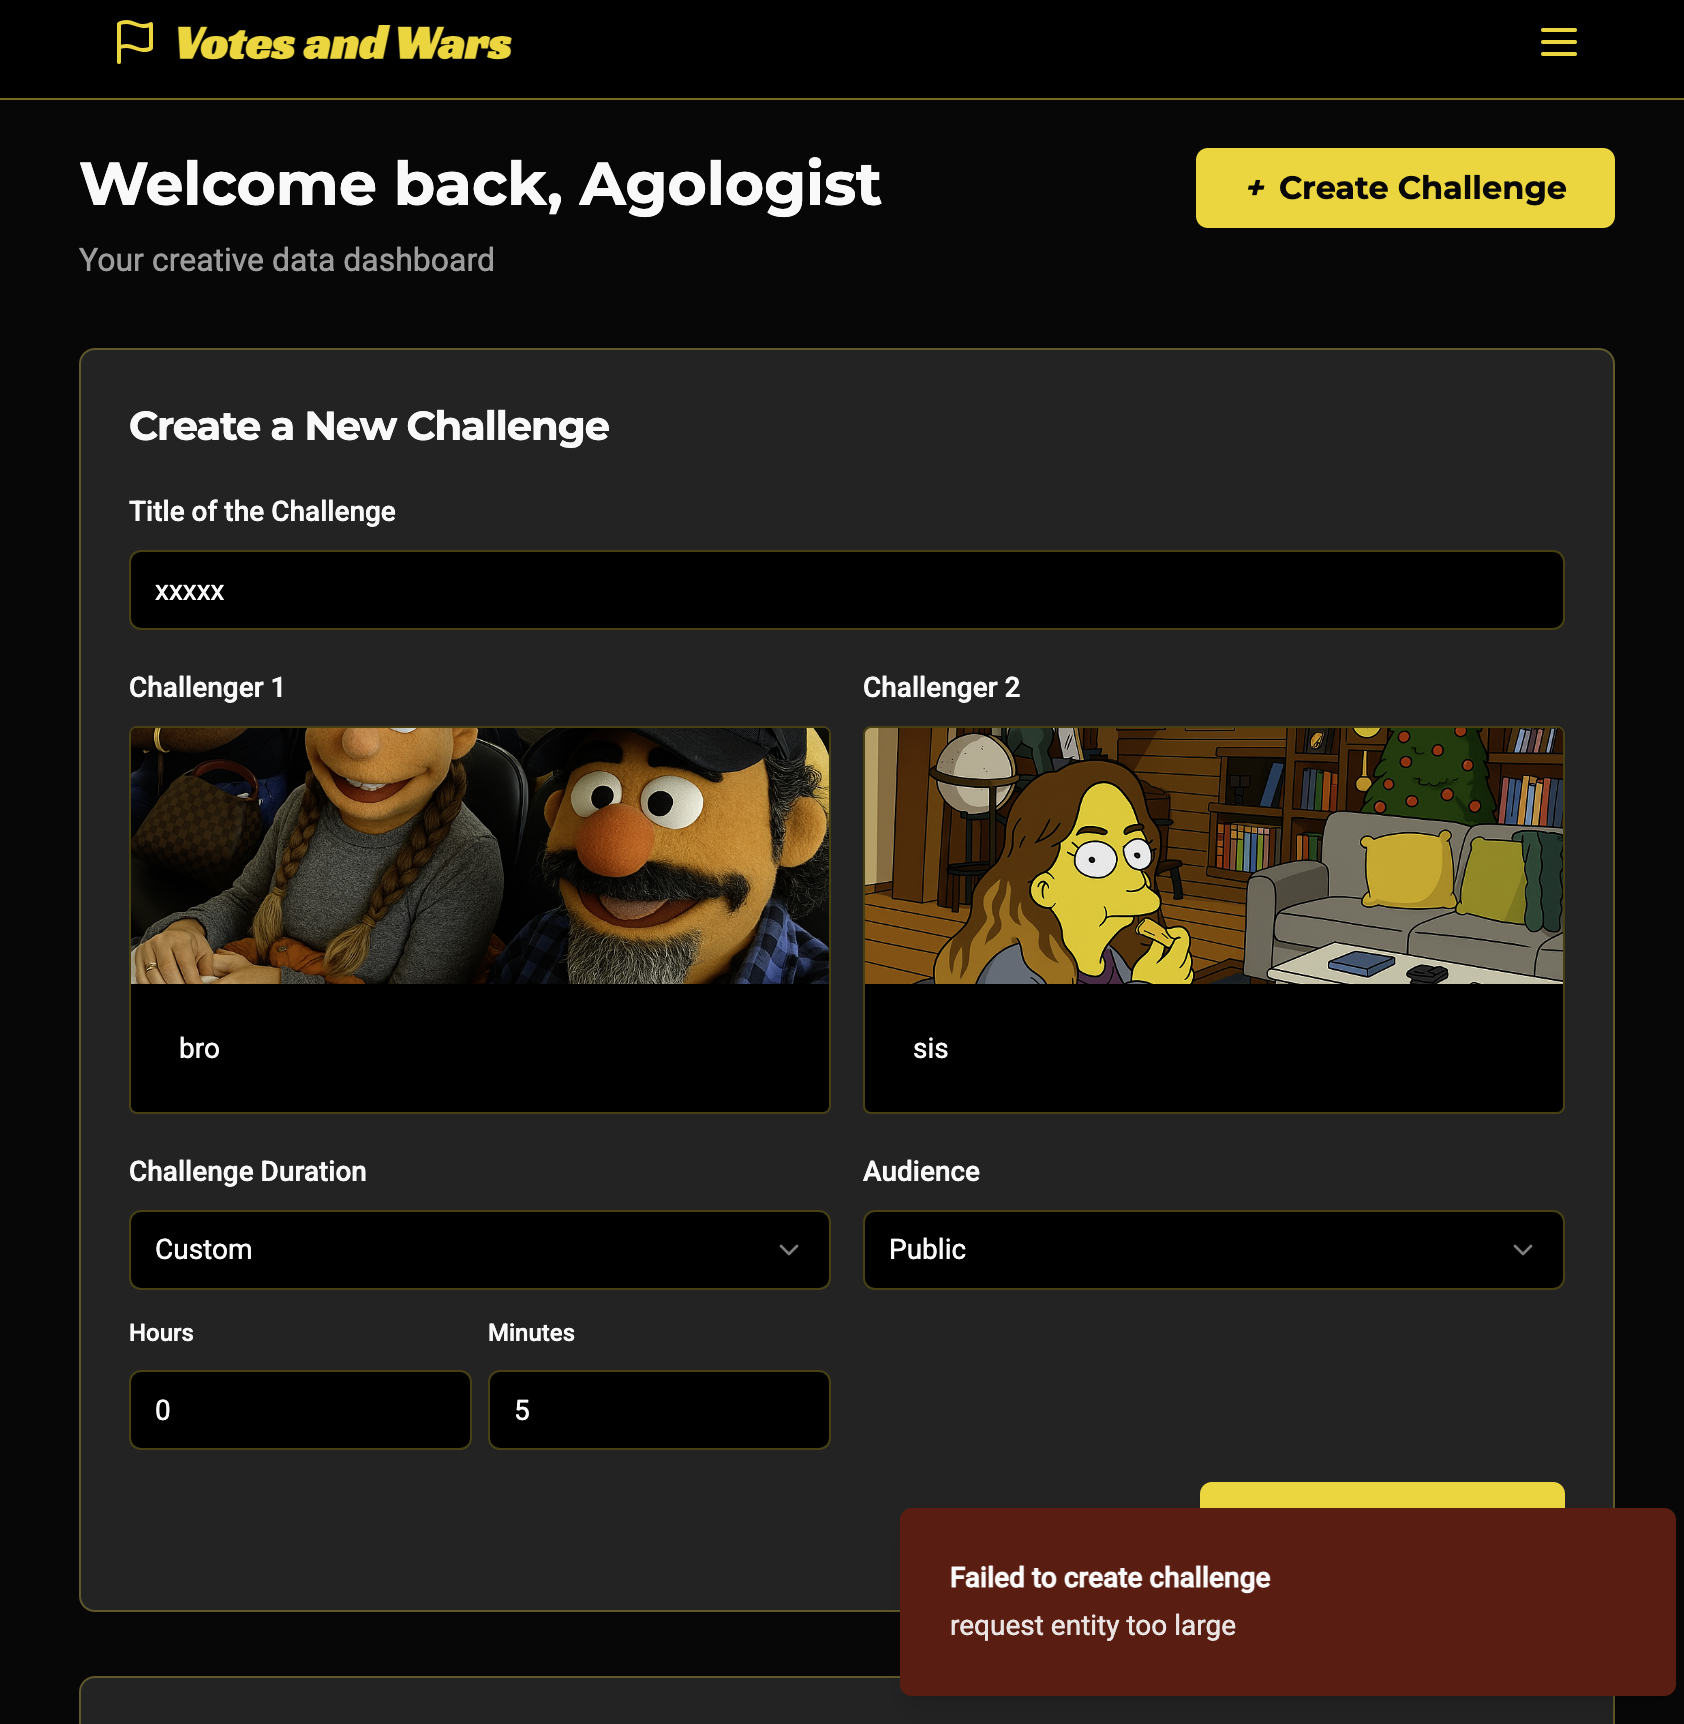 Votes and Wars
Welcome back, Agologist
+ Create Challenge
Your creative data dashboard
Create a New Challenge
Title of the Challenge
xxxxx
Challenger 1
Challenger 2
bro
sis
Challenge Duration
Audience
Custom
Public
Hours
Minutes
0
5
Failed to create challenge
request entity too large